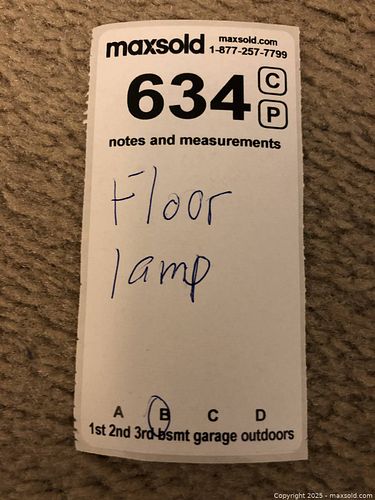 maxsold maxsold.com
1-877-257-7799
634 C
P
notes and measurements
Floor
lamp
A B C D
1st 2nd 3rd bsmt garage outdoors
Copyright 2025 - maxsold.com